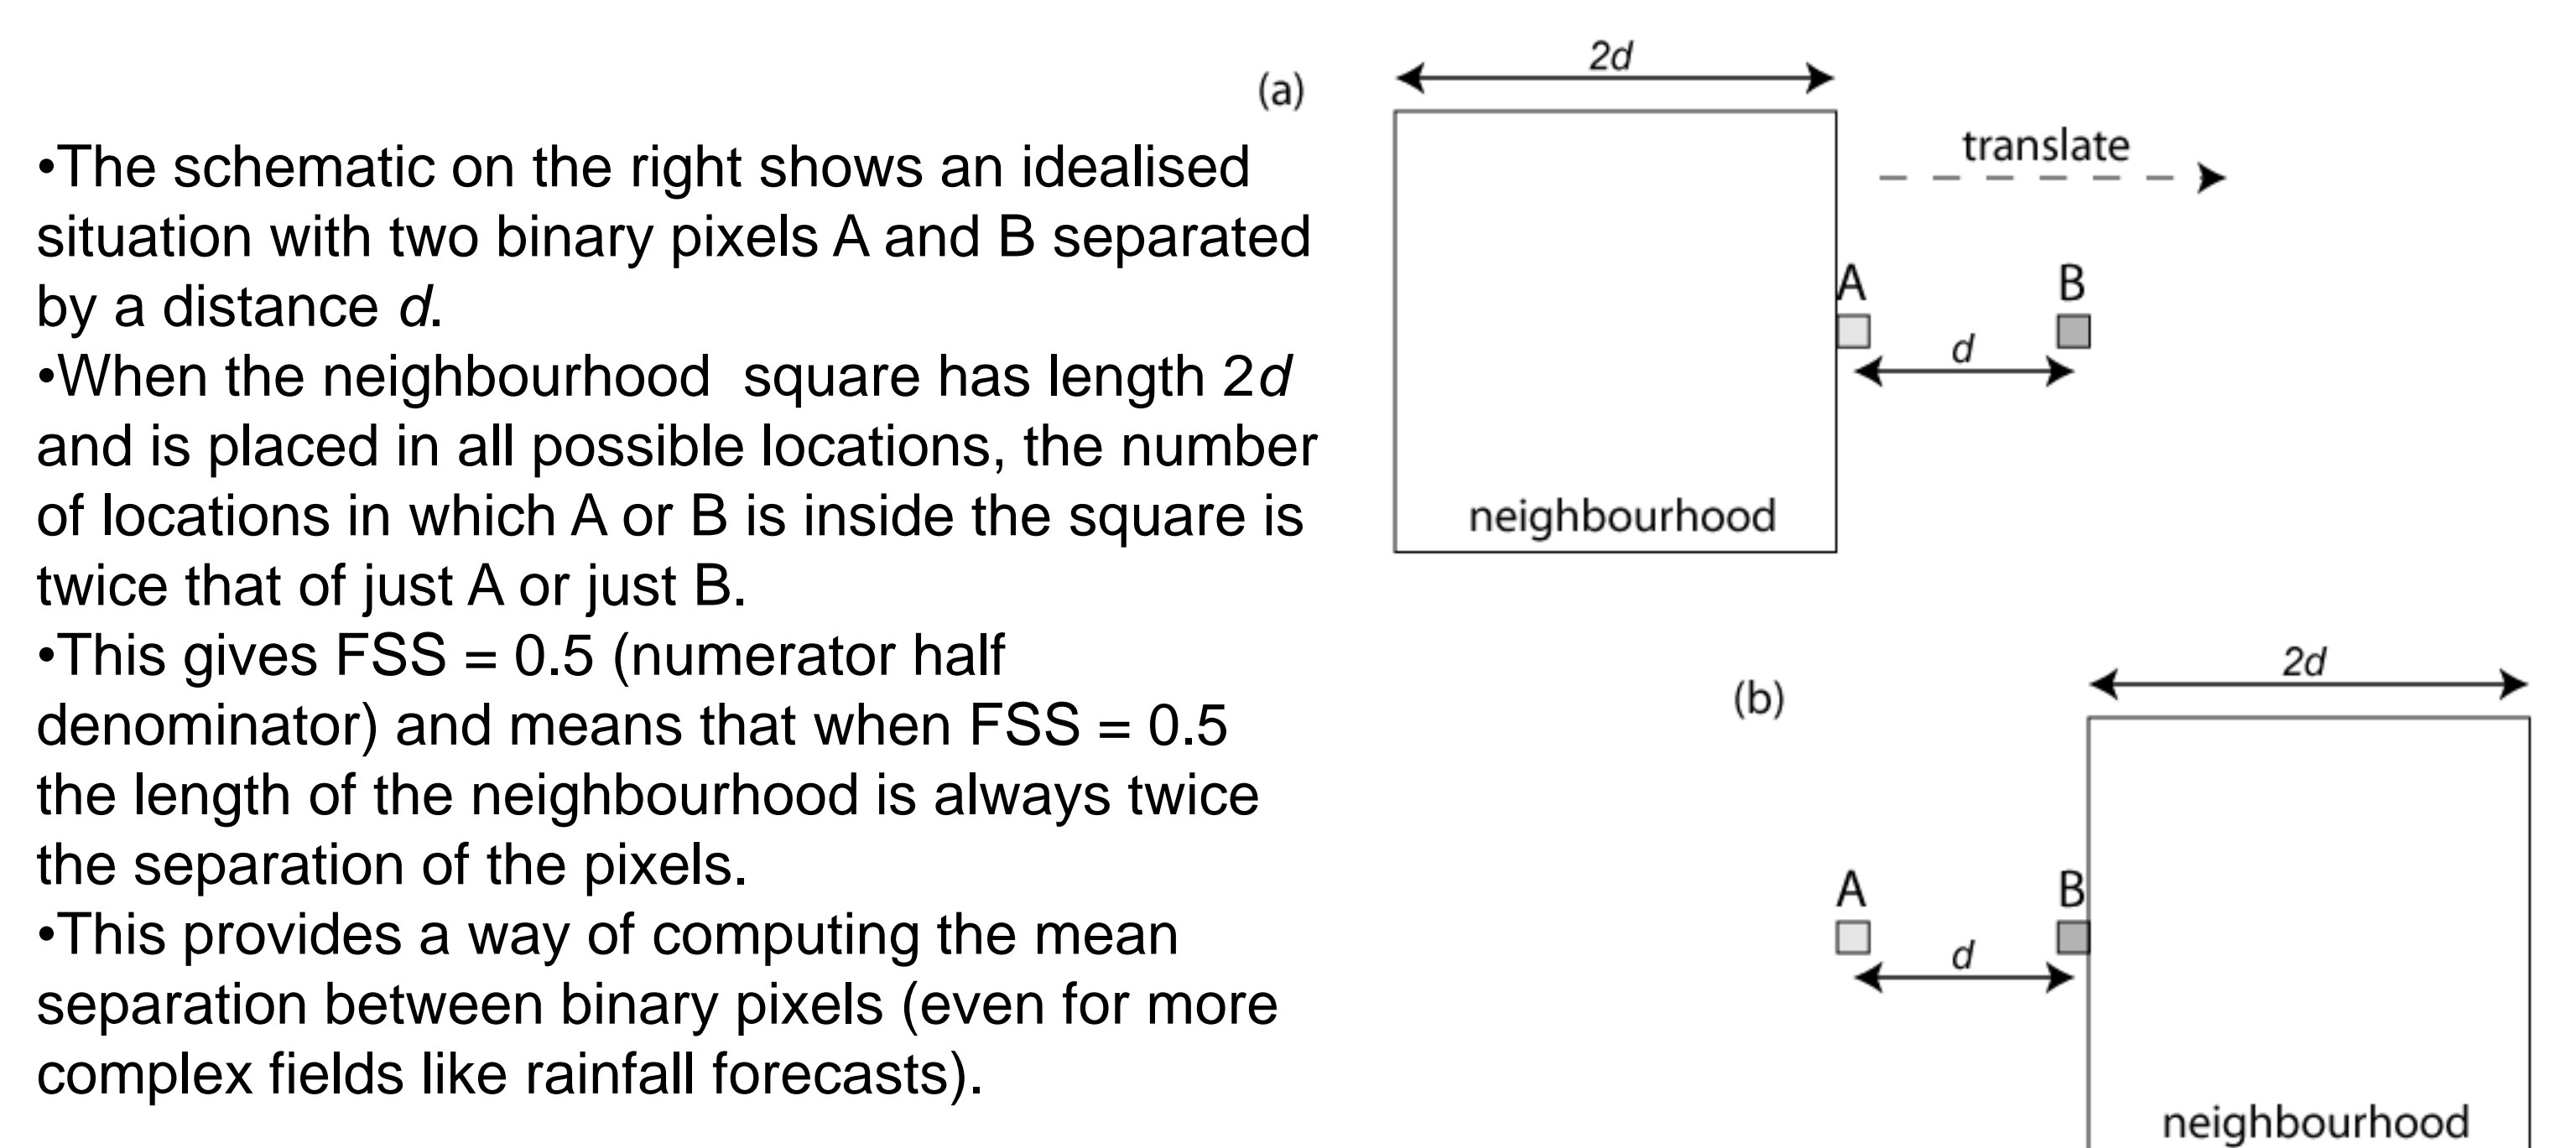 •The schematic on the right shows an idealised
situation with two binary pixels A and B separated
by a distance d.
•When the neighbourhood  square has length 2d
and is placed in all possible locations, the number
of locations in which A or B is inside the square is
twice that of just A or just B.
•This gives FSS = 0.5 (numerator half
denominator) and means that when FSS = 0.5
the length of the neighbourhood is always twice
the separation of the pixels.
•This provides a way of computing the mean
separation between binary pixels (even for more
complex fields like rainfall forecasts).
(a)
2d
translate
A
B
d
neighbourhood
(b)
2d
A
B
d
neighbourhood